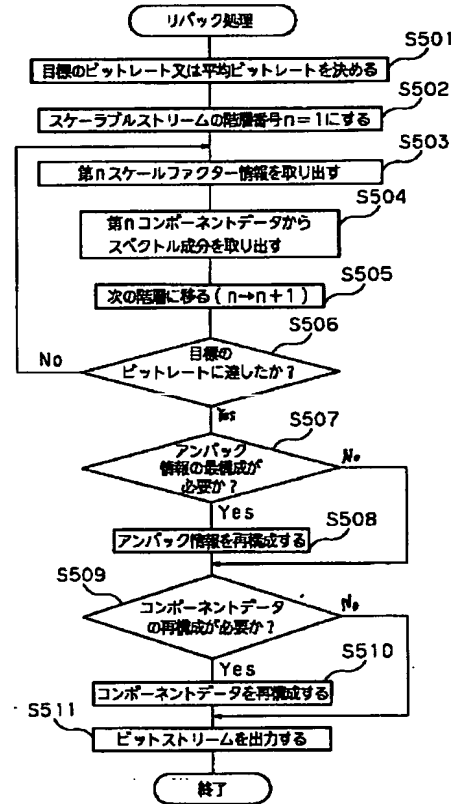 リパック処理
S501
目標のビットレート又は平均ビットレートを決める
S502
スケーラブルストリームの階層番号n=1にする
S503
第nスケールファクター情報を取り出す
S504
第nコンポーネントデータから
スペクトル成分を取り出す
S505
次の階層に移る(n→n+1)
S506
目標の
ビットレートに達したか?
No
Yes
S507
アンパック
情報の最構成が
必要か?
No
Yes
S508
アンパック情報を再構成する
S509
コンポーネントデータ
の再構成が必要か?
No
Yes
S510
コンポーネントデータを再構成する
S511
ビットストリームを出力する
終了